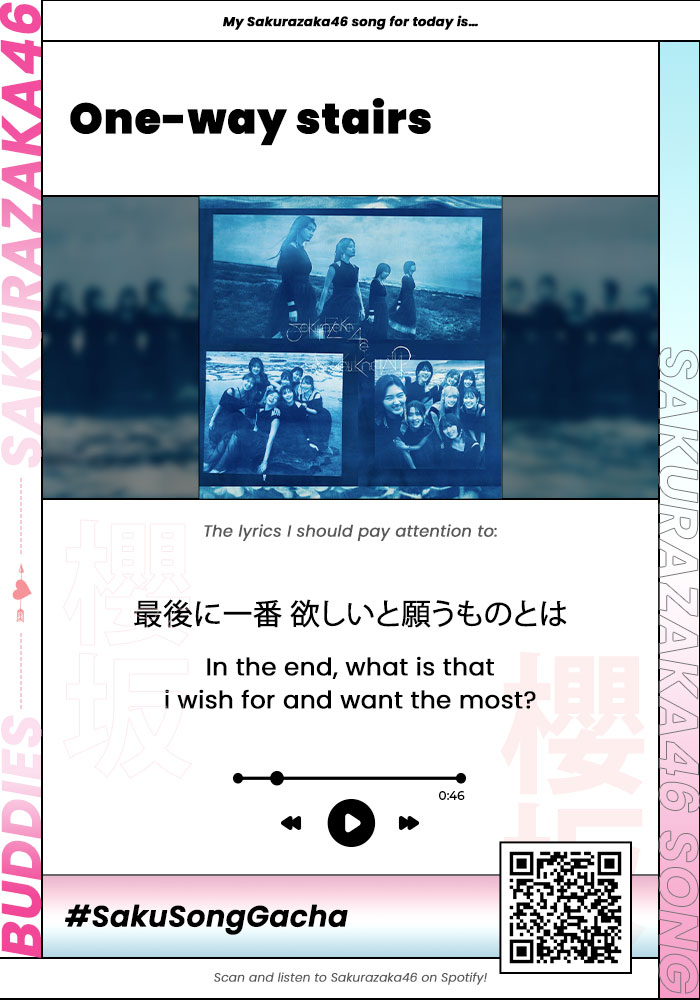 My Sakurazaka46 song for today is...
SAKURAZAKA46
One-way stairs
Sakurazaka
46
The lyrics I should pay attention to:
櫻
坂
最後に一番 欲しいと願うものとは
In the end, what is that
i wish for and want the most?
櫻
坂
0:46
BUDDIES
SAKURAZAKA46 SONG
#SakuSongGacha
Scan and listen to Sakurazaka46 on Spotify!